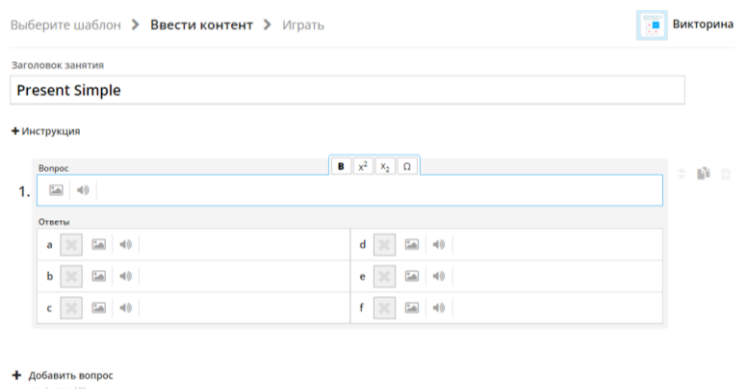 Выберите шаблон > Ввести контент > Играть
Викторина
Заголовок занятия
Present Simple
+ Инструкция
Вопрос
B x² x₂ Ω
1.
Ответы
a d
b e
c f
+ Добавить вопрос